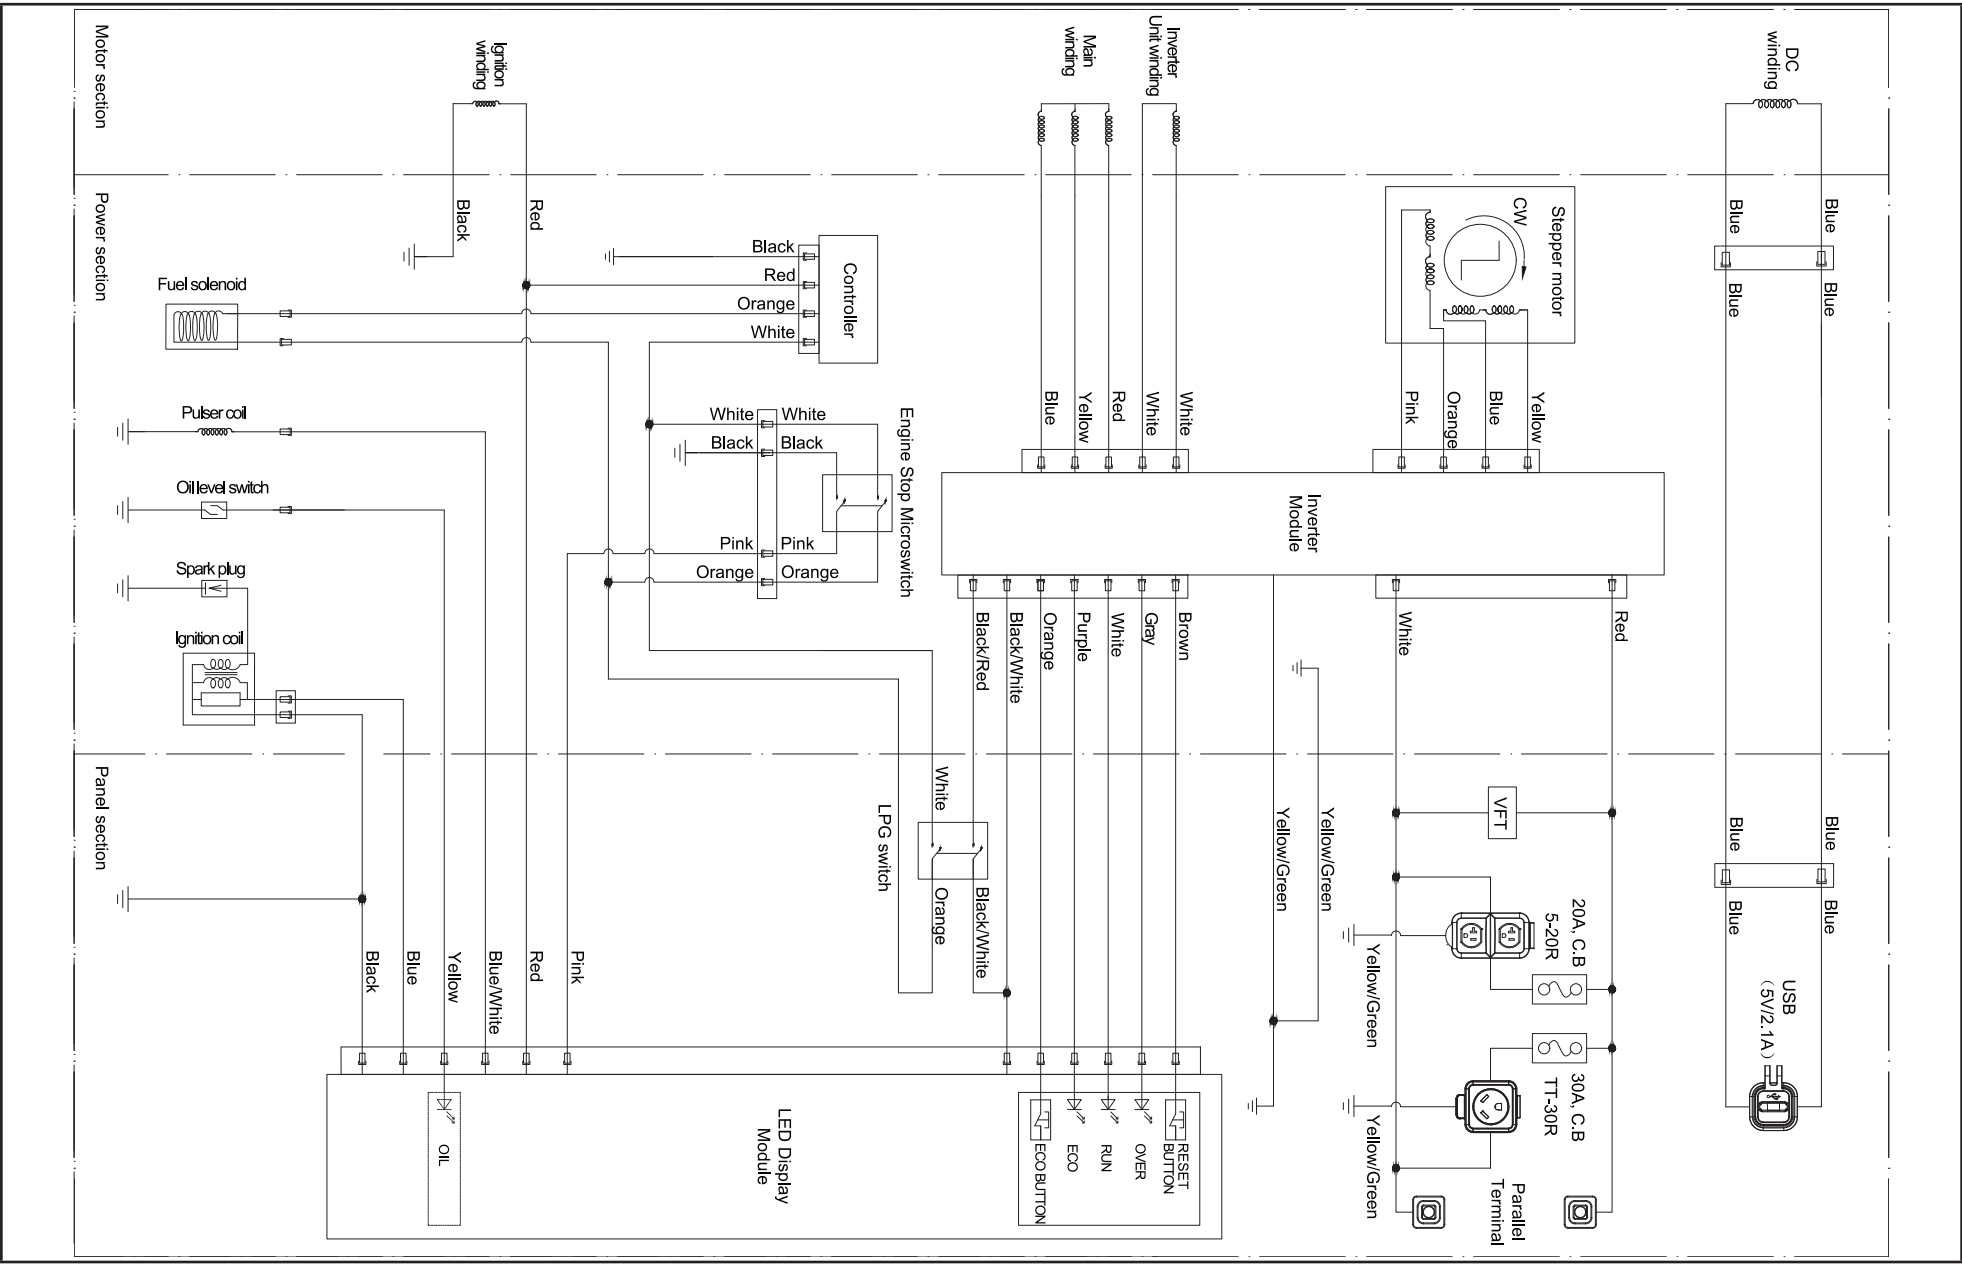 Motor section
Ignition
winding
Main
winding
Inverter
Unit winding
DC
winding
Power section
Black
Red
Blue
Blue
Blue
Blue
Stepper motor
CW
Controller
Black
Red
Orange
White
Fuel solenoid
Pulser coil
Oil level switch
Spark plug
Ignition coil
Blue
Yellow
Red
White
White
Pink
Orange
Blue
Yellow
Engine Stop Microswitch
White
White
Black
Black
Pink
Pink
Orange
Orange
Inverter
Module
Black/Red
Black/White
Orange
Purple
White
Gray
Brown
White
Red
Panel section
White
LPG switch
Orange
Black/White
Yellow/Green
Yellow/Green
VFT
Blue
Blue
Blue
Blue
20A, C.B
5-20R
Yellow/Green
30A, C.B
TT-30R
Yellow/Green
USB
(5V/2.1A)
Parallel
Terminal
Black
Blue
Yellow
Blue/White
Red
Pink
OIL
LED Display
Module
ECO BUTTON
ECO
RUN
OVER
RESET
BUTTON